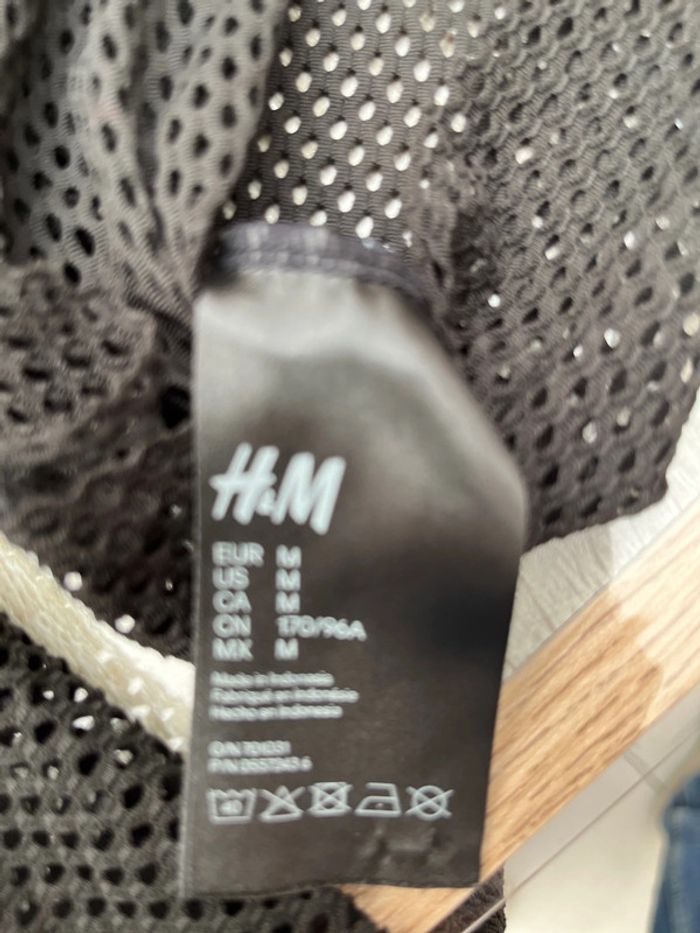 H&M
EUR M
US M
CA M
CN 170/96A
MX M
Made in Indonesia
Fabriqué en Indonésie
Hecho en Indonesia
O/N
P/N